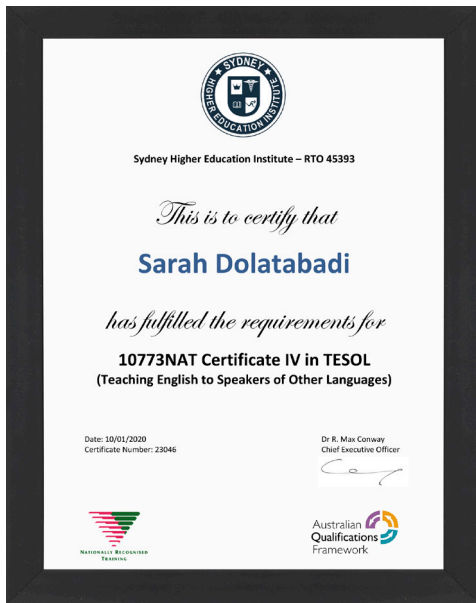 SYDNEY
HIGHER EDUCATION INSTITUTE
Sydney Higher Education Institute – RTO 45393
This is to certify that
Sarah Dolatabadi
has fulfilled the requirements for
10773NAT Certificate IV in TESOL
(Teaching English to Speakers of Other Languages)
Date: 10/01/2020
Certificate Number: 23046
Dr R. Max Conway
Chief Executive Officer
NATIONALLY RECOGNISED
TRAINING
Australian
Qualifications
Framework